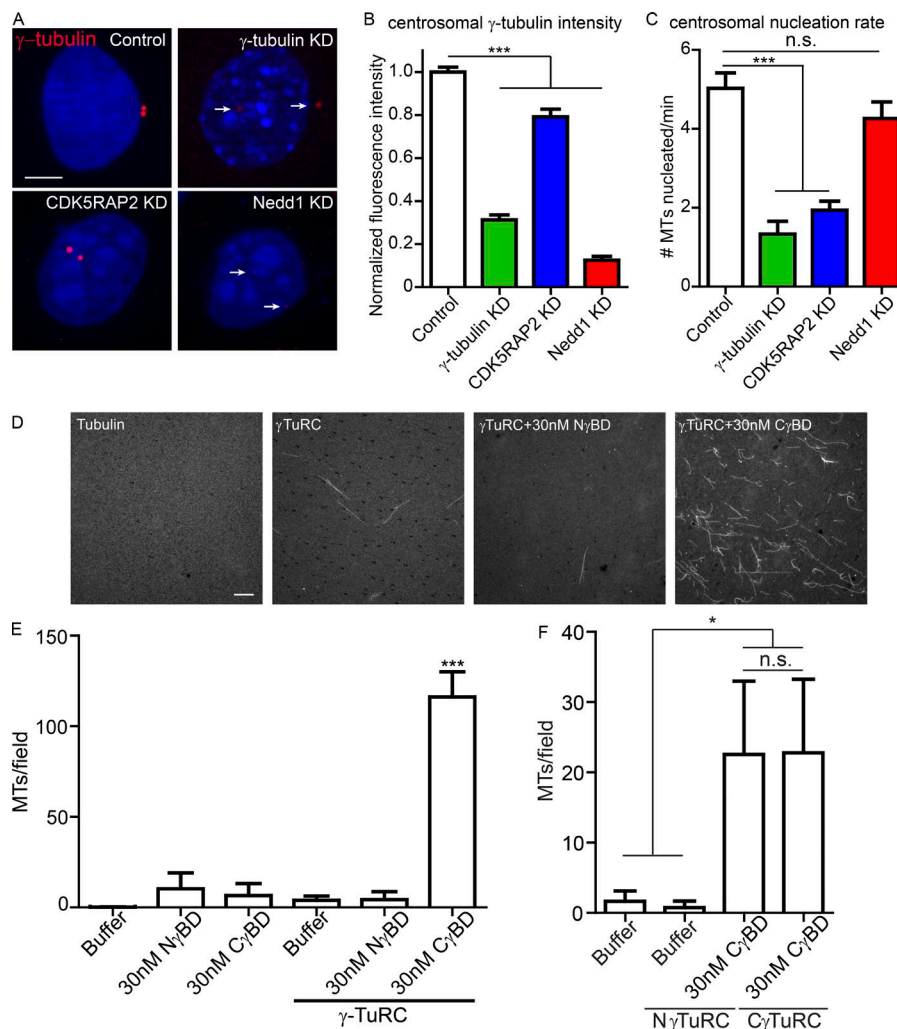 A
γ-tubulin
Control
γ-tubulin KD
CDK5RAP2 KD
Nedd1 KD
B
centrosomal γ-tubulin intensity
***
Normalized fluorescence intensity
1.0
0.8
0.6
0.4
0.2
0
Control
γ-tubulin KD
CDK5RAP2 KD
Nedd1 KD
C
centrosomal nucleation rate
n.s.
***
# MTs nucleated/min
6
4
2
0
Control
γ-tubulin KD
CDK5RAP2 KD
Nedd1 KD
D
Tubulin
γTuRC
γTuRC+30nM NγBD
γTuRC+30nM CγBD
E
MTs/field
150
100
50
0
***
Buffer
30nM NγBD
30nM CγBD
Buffer
30nM NγBD
30nM CγBD
γ-TuRC
F
MTs/field
40
30
20
10
0
*
n.s.
Buffer
Buffer
30nM CγBD
30nM CγBD
NγTuRC
CγTuRC